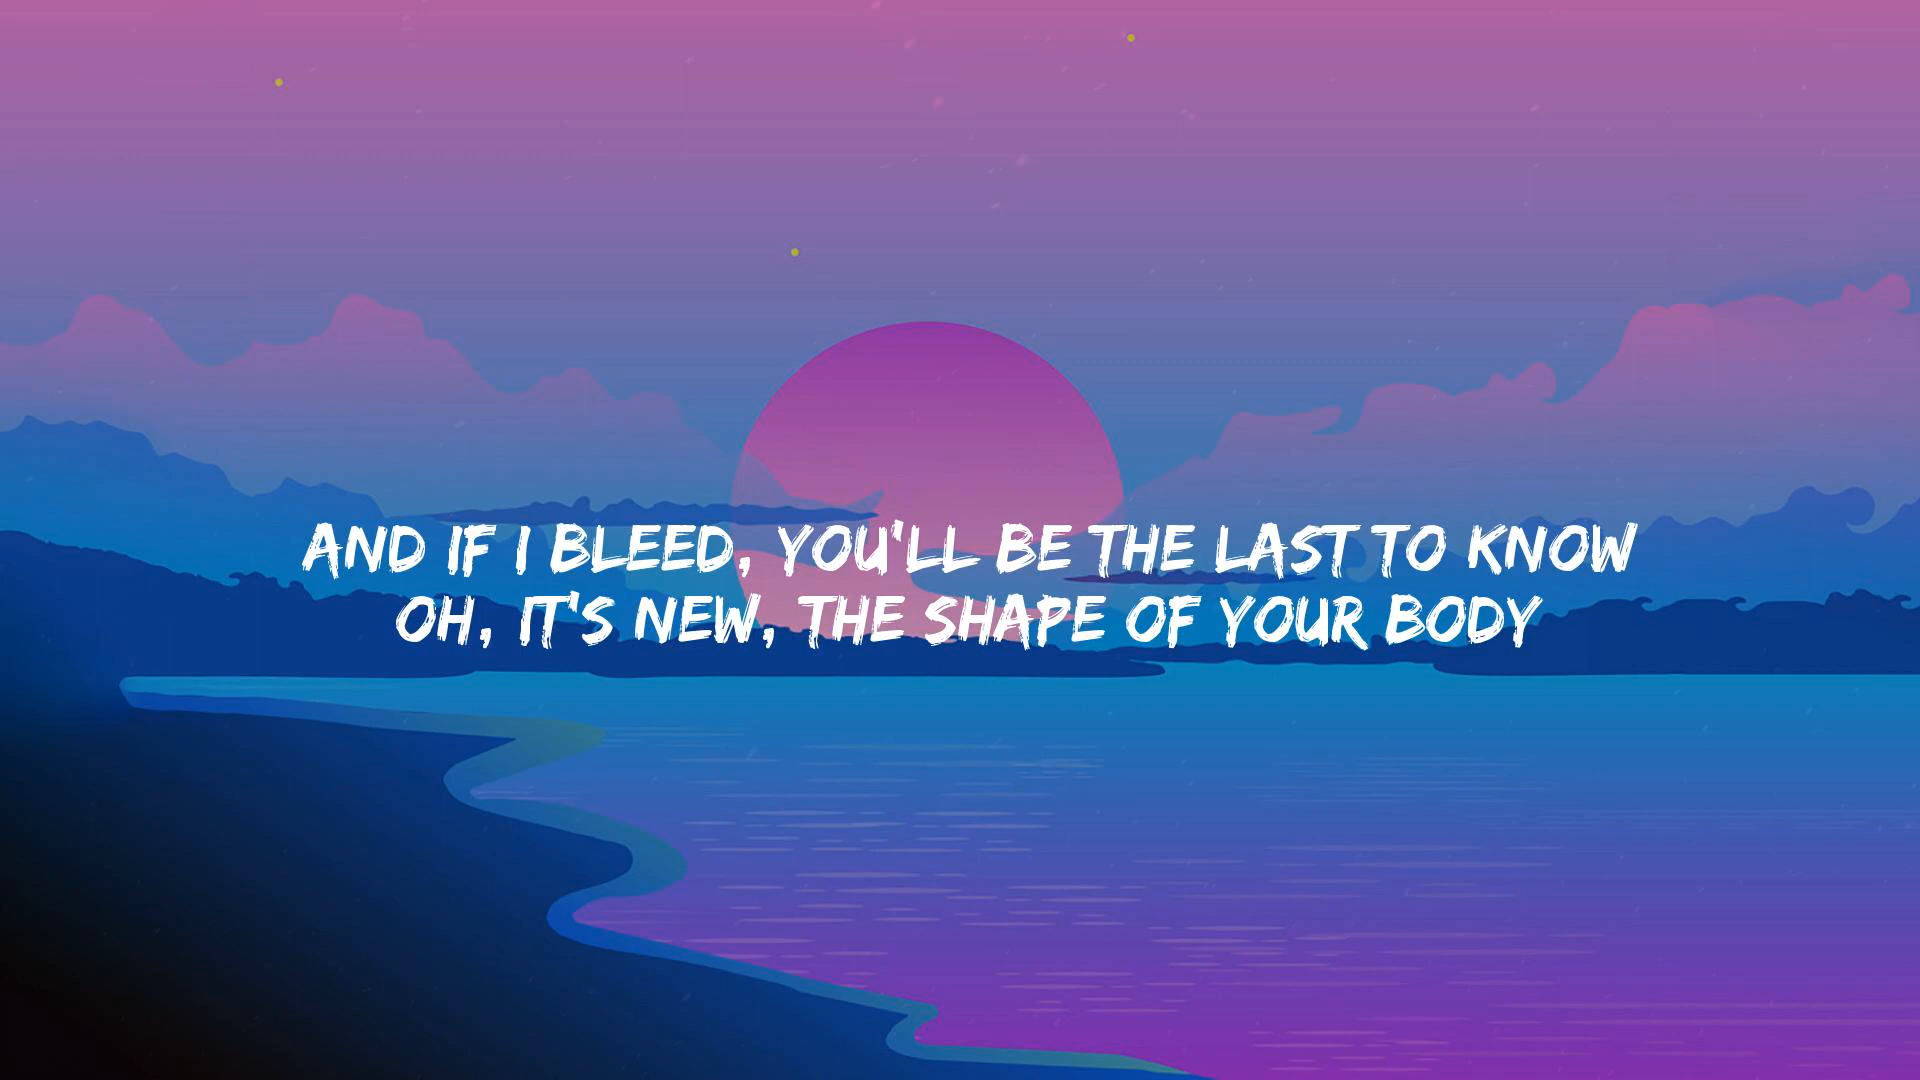 AND IF I BLEED, YOU'LL BE THE LAST TO KNOW
OH, IT'S NEW, THE SHAPE OF YOUR BODY